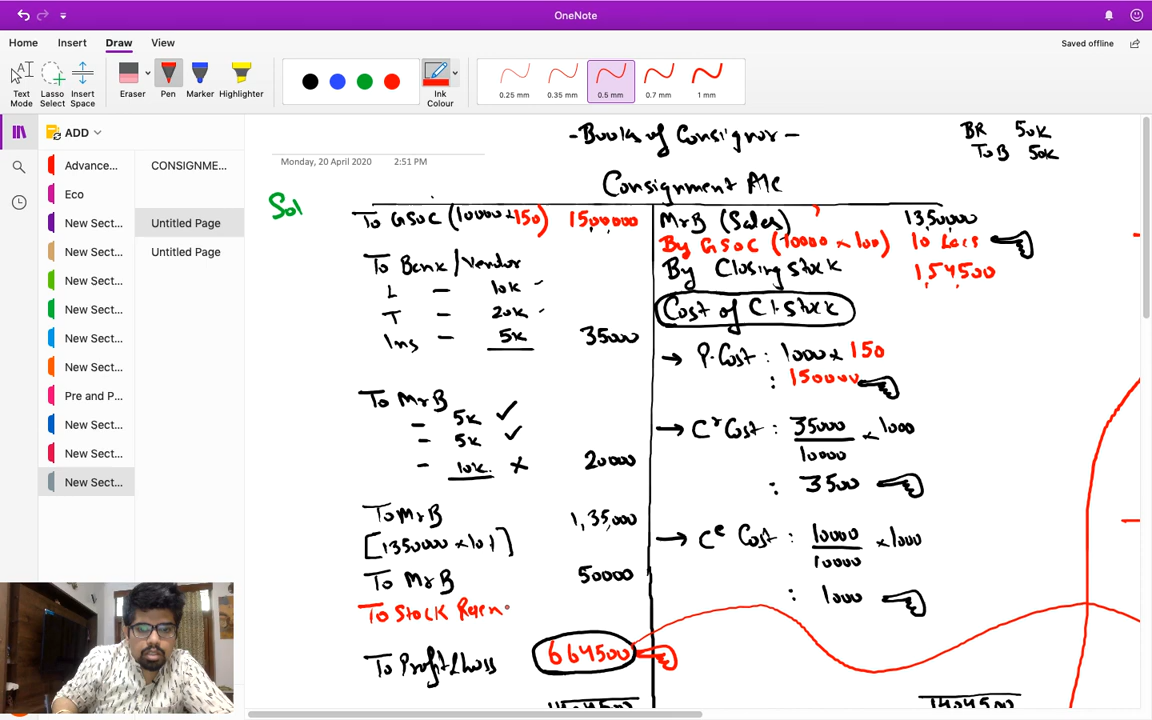 OneNote
Home Insert Draw View
Saved offline
Text Mode
Lasso Select
Insert Space
Eraser
Pen
Marker
Highlighter
Ink Colour
0.25 mm
0.35 mm
0.5 mm
0.7 mm
1 mm
ADD
Advance...
Eco
New Sect...
New Sect...
New Sect...
New Sect...
New Sect...
New Sect...
Pre and P...
New Sect...
New Sect...
New Sect...
CONSIGNME...
Untitled Page
Untitled Page
Monday, 20 April 2020 2:51 PM
-Books of Consignor-
BR 50K
To B 50K
Consignment A/c
Sol
To GSOC (10000 x 150) 1500000
To Bank/Vendor
L - 10K
T - 20K
Ins - 5K 35000
To Mr B
- 5K ✓
- 5K ✓
- 10K. x 20000
To Mr B 1,35,000
[1350000 x 10%]
To Mr B 50000
To Stock Reen
To Profit & Loss 664500
Mr B (Sales) 1350000
By GSOC (10000 x 100) 10 Lacs
By Closing Stock 154500
Cost of Cl. Stock
→ P. Cost : 1000 x 150
: 150000
→ Cr Cost : 35000/10000 x 1000
: 3500
→ Ce Cost : 10000/10000 x 1000
: 1000